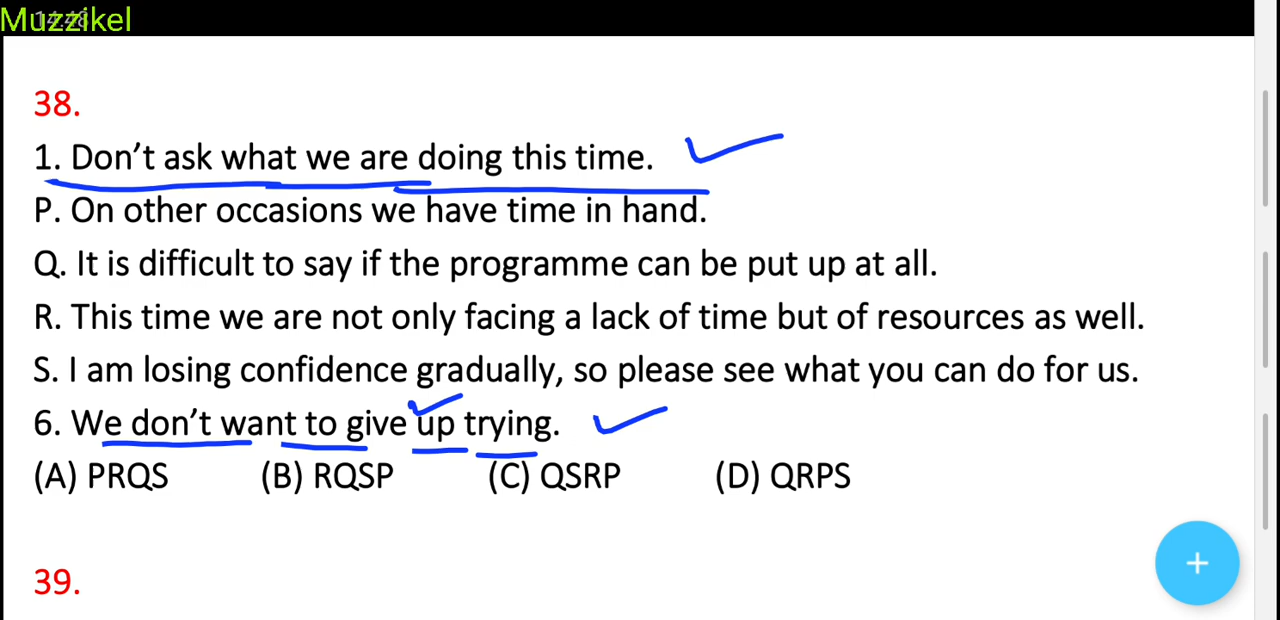 Muzzikel
38.
1. Don't ask what we are doing this time.
P. On other occasions we have time in hand.
Q. It is difficult to say if the programme can be put up at all.
R. This time we are not only facing a lack of time but of resources as well.
S. I am losing confidence gradually, so please see what you can do for us.
6. We don't want to give up trying.
(A) PRQS (B) RQSP (C) QSRP (D) QRPS
39.